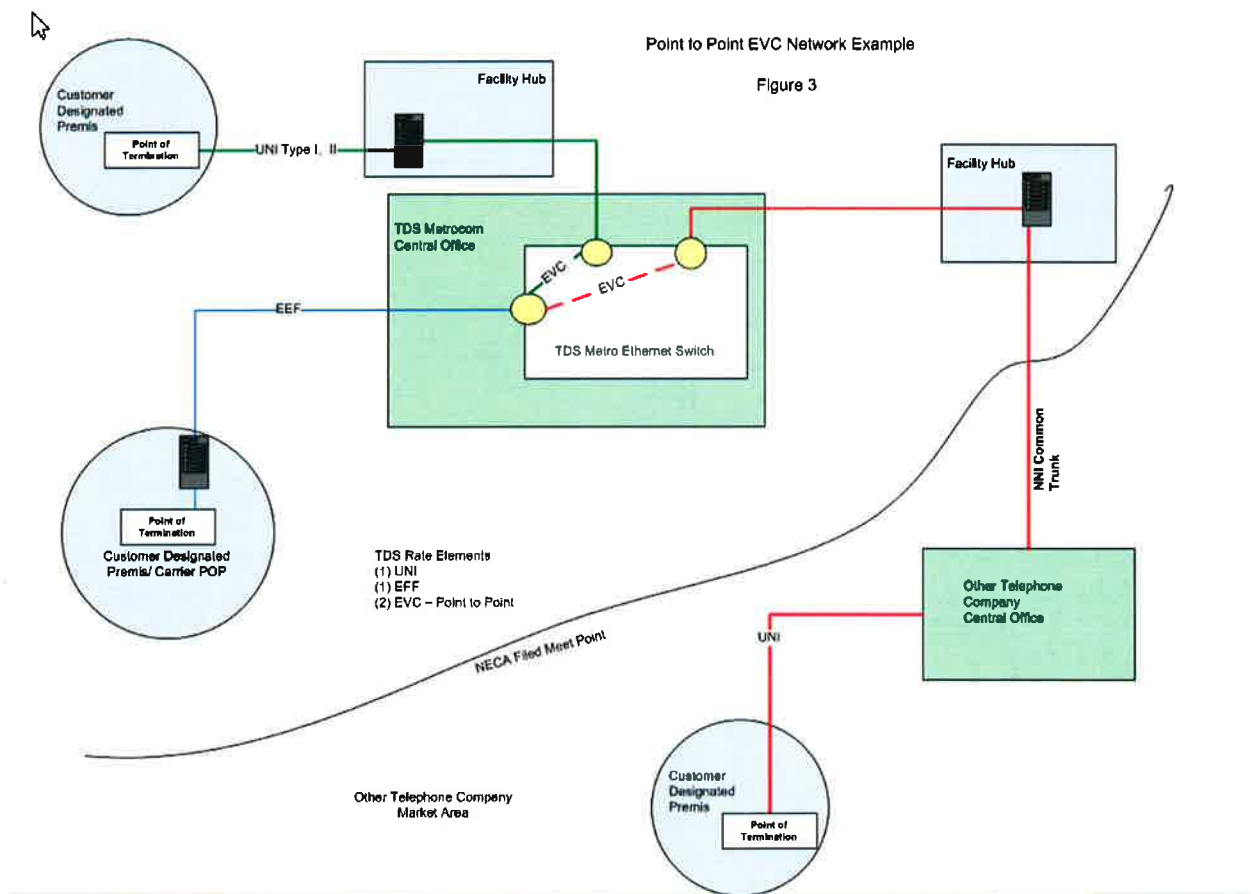 Point to Point EVC Network Example
Figure 3
Customer
Designated
Premis
Point of
Termination
UNI Type I, II
Facility Hub
Facility Hub
TDS Metrocom
Central Office
EVC
EVC
TDS Metro Ethernet Switch
EEF
Point of
Termination
Customer Designated
Premis/ Carrier POP
TDS Rate Elements
(1) UNI
(1) EFF
(2) EVC – Point to Point
NNI Common
Trunk
NECA Filed Meet Point
Other Telephone
Company
Central Office
UNI
Other Telephone Company
Market Area
Customer
Designated
Premis
Point of
Termination